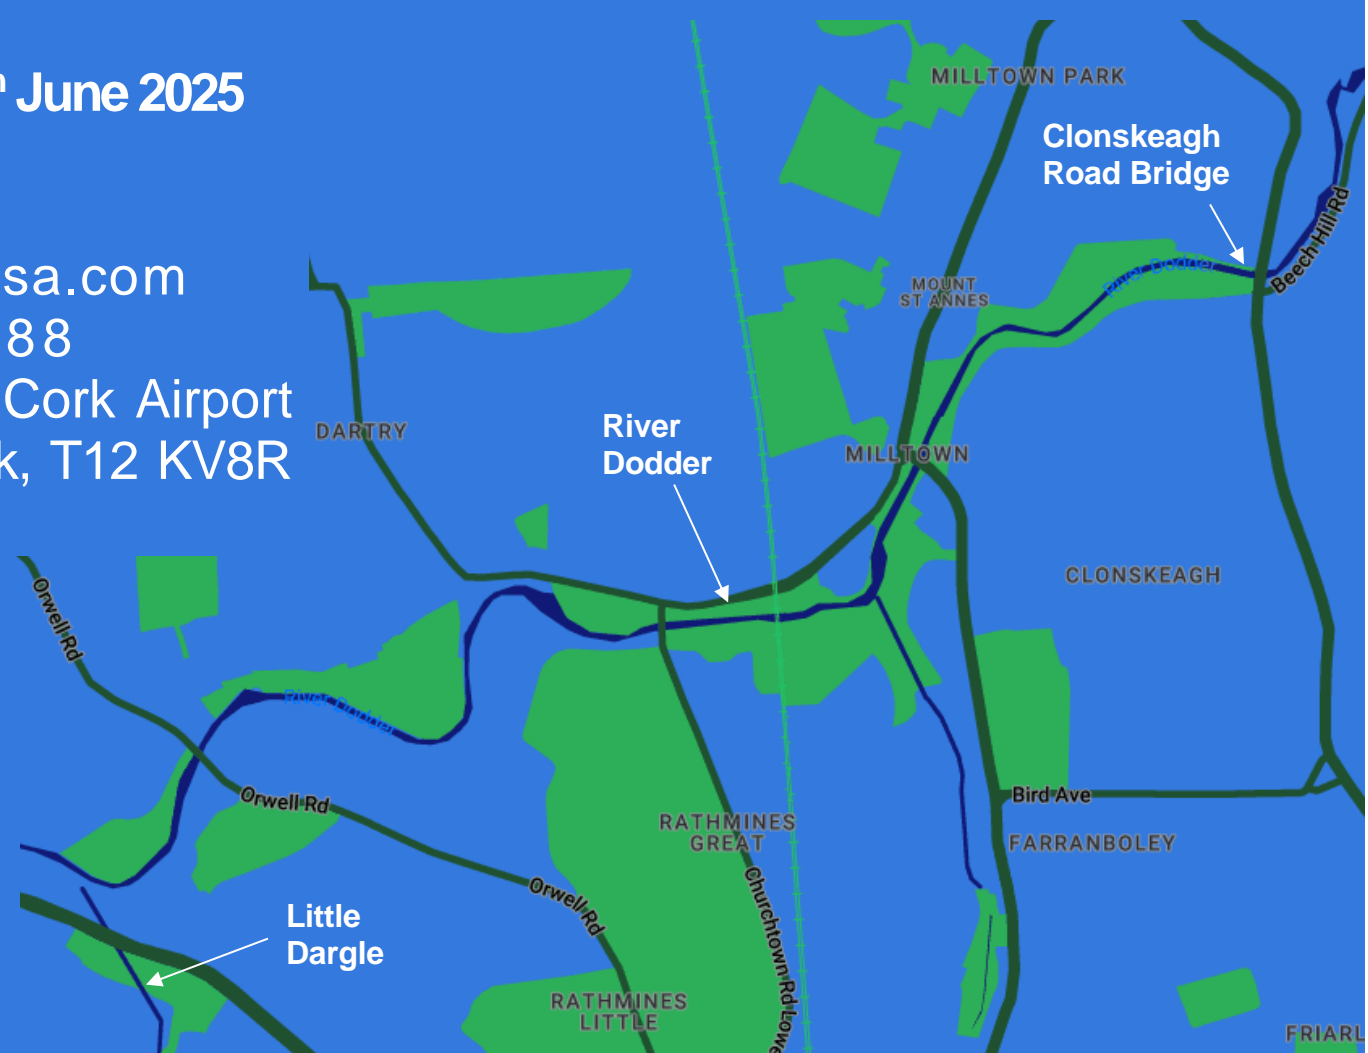 June 2025
sa.com
88
Cork Airport
k, T12 KV8R
MILLTOWN PARK
Clonskeagh
Road Bridge
Beech Hill Rd
River Dodder
MOUNT
ST ANNES
DARTRY
River
Dodder
MILLTOWN
CLONSKEAGH
Orwell Rd
River Dodder
Orwell Rd
Bird Ave
RATHMINES
GREAT
FARRANBOLEY
Orwell Rd
Churchtown Rd Lowe
Little
Dargle
RATHMINES
LITTLE
FRIARL